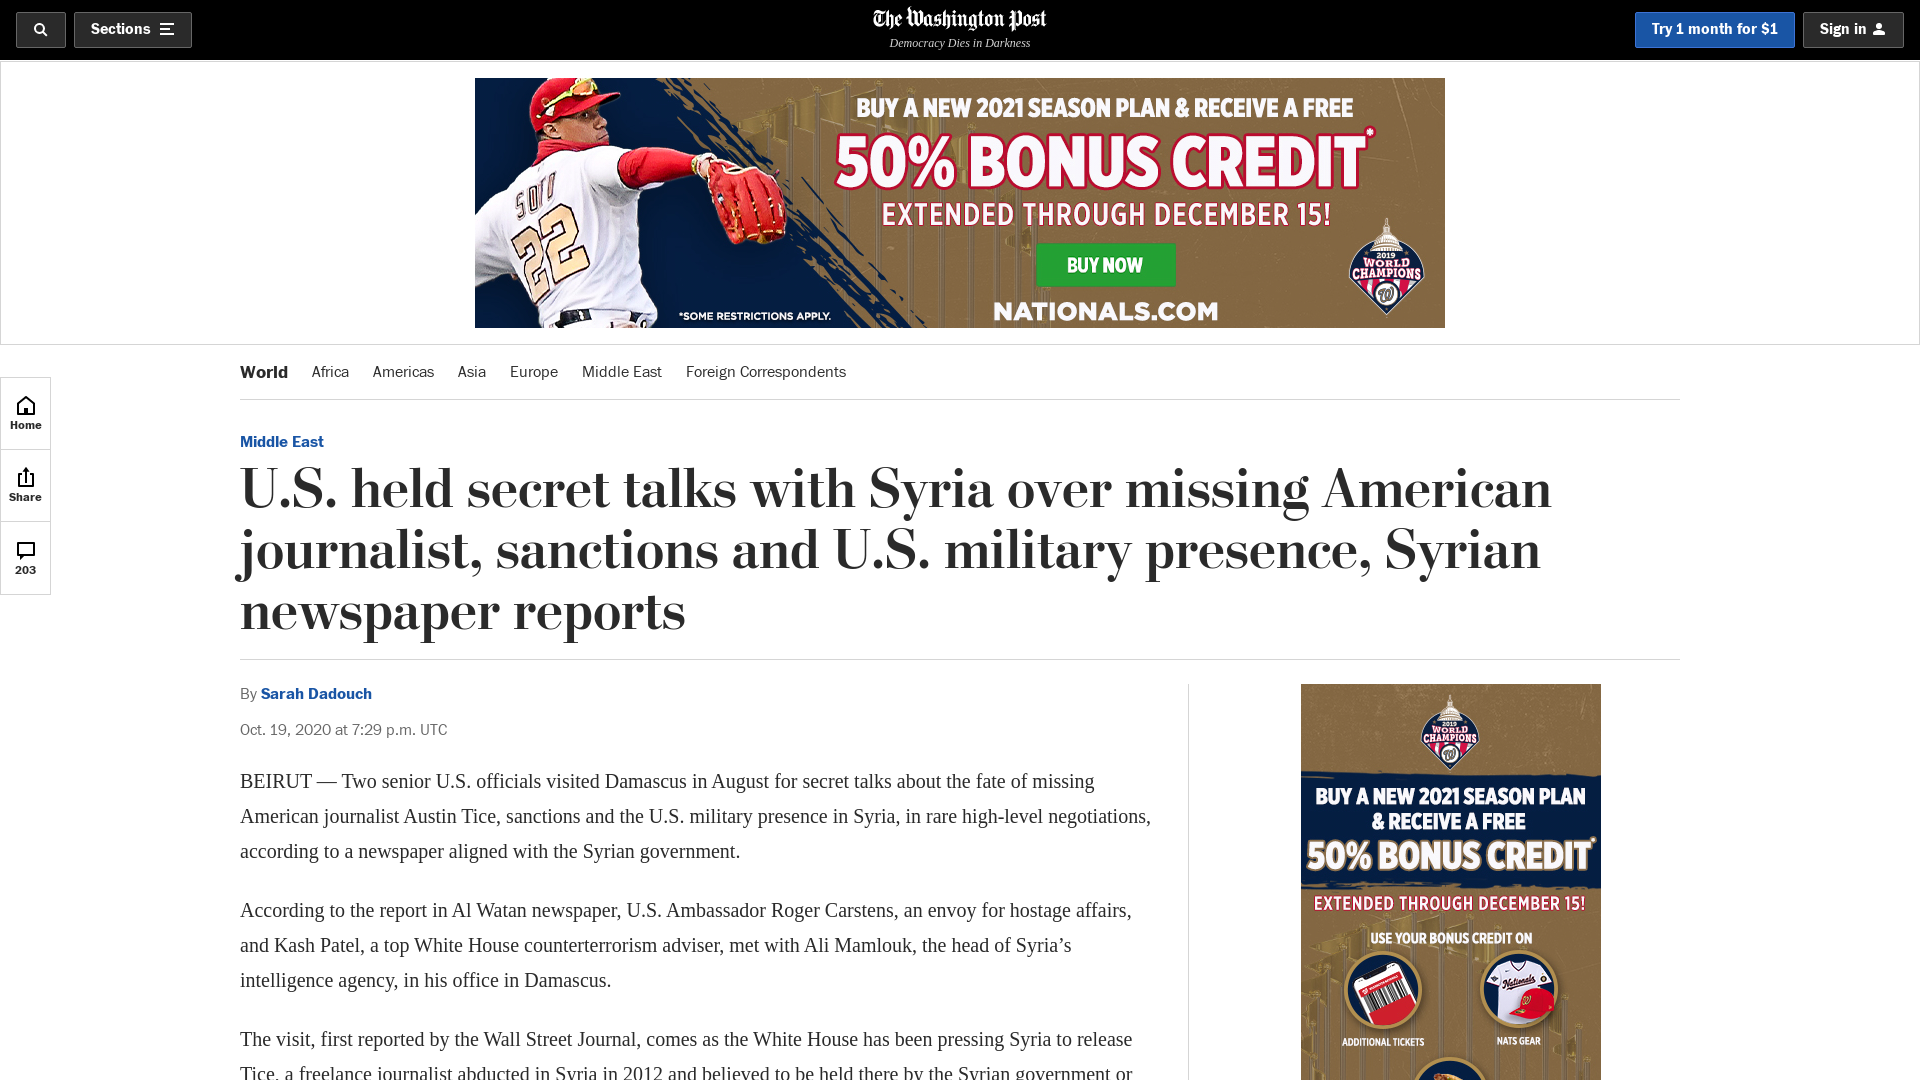 Sections
The Washington Post
Democracy Dies in Darkness
Try 1 month for $1
Sign in
BUY A NEW 2021 SEASON PLAN & RECEIVE A FREE
50% BONUS CREDIT*
EXTENDED THROUGH DECEMBER 15!
BUY NOW
NATIONALS.COM
*SOME RESTRICTIONS APPLY.
22
2019
WORLD
CHAMPIONS
W
World
Africa
Americas
Asia
Europe
Middle East
Foreign Correspondents
Home
Share
203
Middle East
U.S. held secret talks with Syria over missing American
journalist, sanctions and U.S. military presence, Syrian
newspaper reports
By Sarah Dadouch
Oct. 19, 2020 at 7:29 p.m. UTC
BEIRUT — Two senior U.S. officials visited Damascus in August for secret talks about the fate of missing
American journalist Austin Tice, sanctions and the U.S. military presence in Syria, in rare high-level negotiations,
according to a newspaper aligned with the Syrian government.
According to the report in Al Watan newspaper, U.S. Ambassador Roger Carstens, an envoy for hostage affairs,
and Kash Patel, a top White House counterterrorism adviser, met with Ali Mamlouk, the head of Syria’s
intelligence agency, in his office in Damascus.
The visit, first reported by the Wall Street Journal, comes as the White House has been pressing Syria to release
Tice, a freelance journalist abducted in Syria in 2012 and believed to be held there by the Syrian government or
2019
WORLD
CHAMPIONS
W
BUY A NEW 2021 SEASON PLAN
& RECEIVE A FREE
50% BONUS CREDIT*
EXTENDED THROUGH DECEMBER 15!
USE YOUR BONUS CREDIT ON
Nationals
ADDITIONAL TICKETS
NATS GEAR